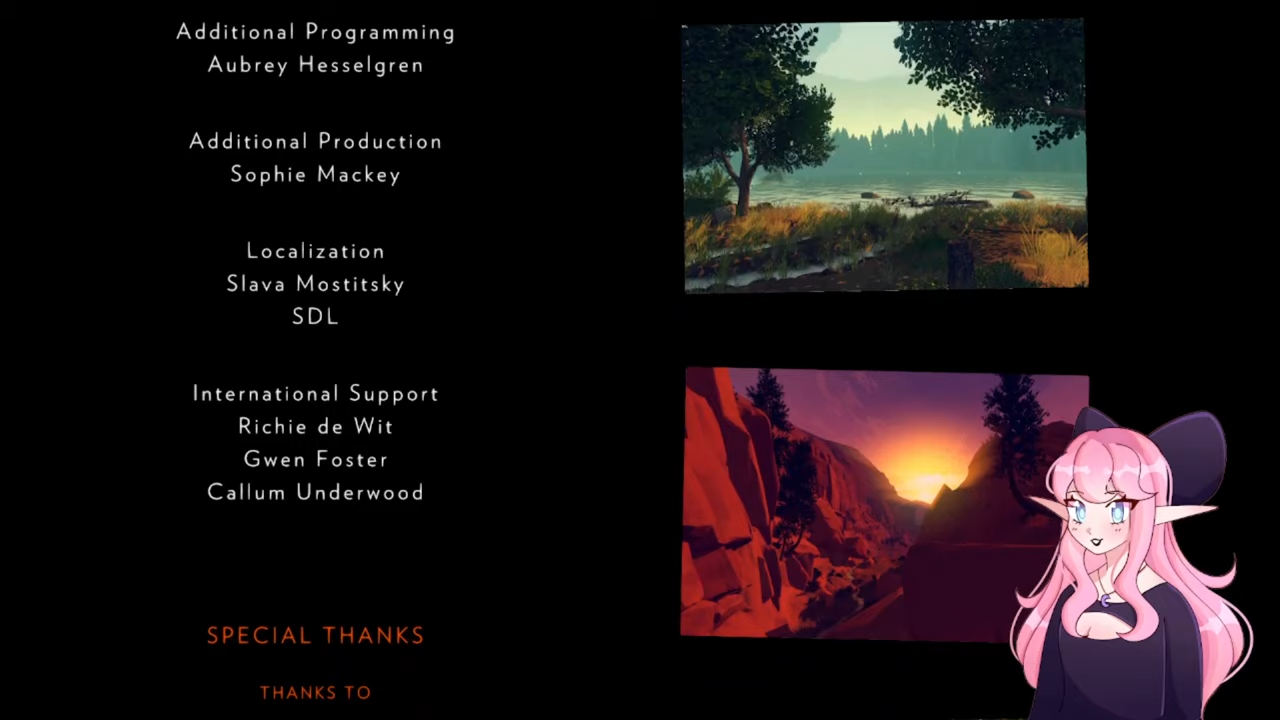 Additional Programming
Aubrey Hesselgren
Additional Production
Sophie Mackey
Localization
Slava Mostitsky
SDL
International Support
Richie de Wit
Gwen Foster
Callum Underwood
SPECIAL THANKS
THANKS TO